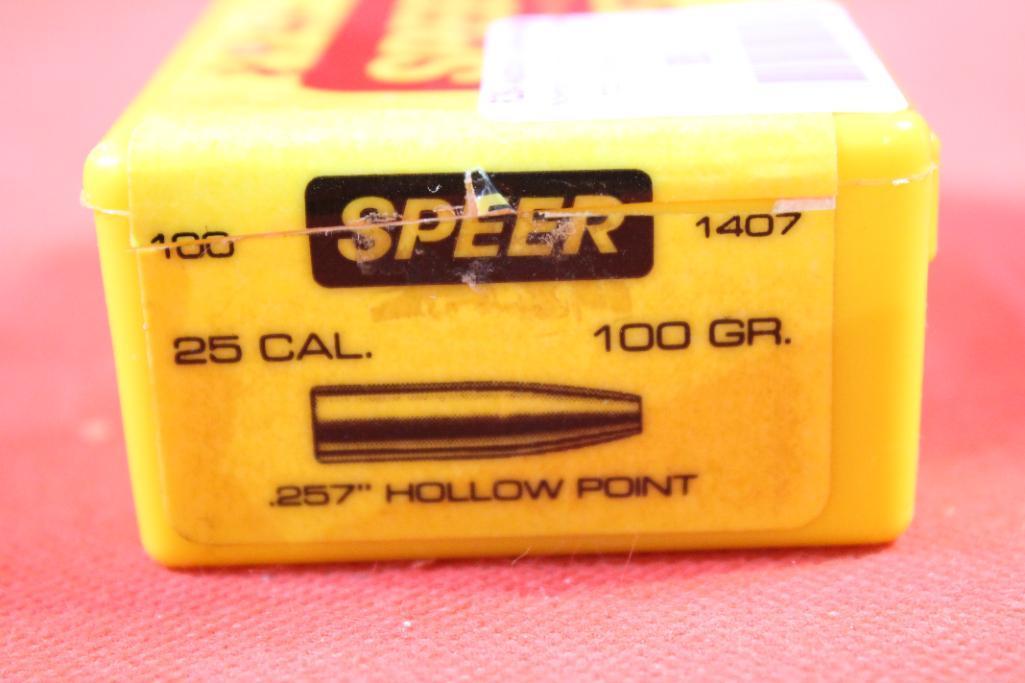 100 SPEER 1407
25 CAL. 100 GR.
.257" HOLLOW POINT